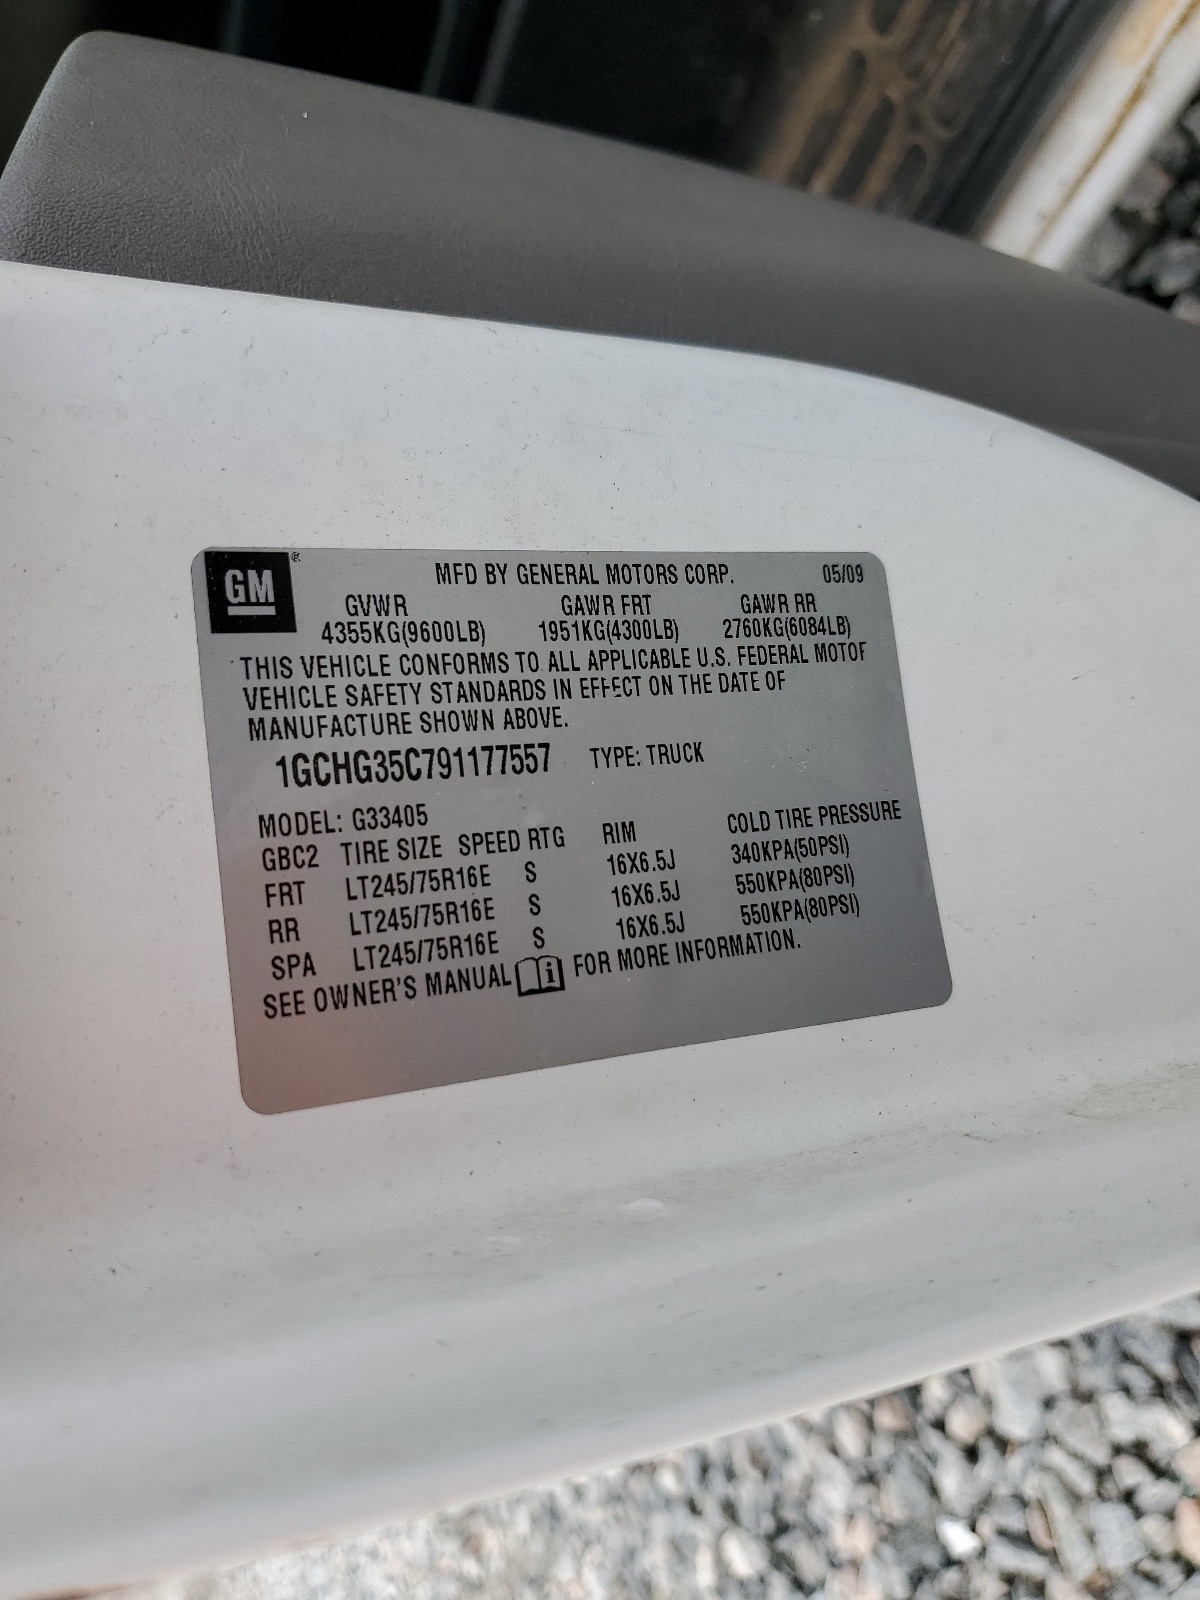 GM ®
MFD BY GENERAL MOTORS CORP. 05/09
GVWR GAWR FRT GAWR RR
4355KG(9600LB) 1951KG(4300LB) 2760KG(6084LB)
THIS VEHICLE CONFORMS TO ALL APPLICABLE U.S. FEDERAL MOTOR
VEHICLE SAFETY STANDARDS IN EFFECT ON THE DATE OF
MANUFACTURE SHOWN ABOVE.
1GCHG35C791177557 TYPE: TRUCK
MODEL: G33405
GBC2 TIRE SIZE SPEED RTG RIM COLD TIRE PRESSURE
FRT LT245/75R16E S 16X6.5J 340KPA(50PSI)
RR LT245/75R16E S 16X6.5J 550KPA(80PSI)
SPA LT245/75R16E S 16X6.5J 550KPA(80PSI)
SEE OWNER'S MANUAL i FOR MORE INFORMATION.